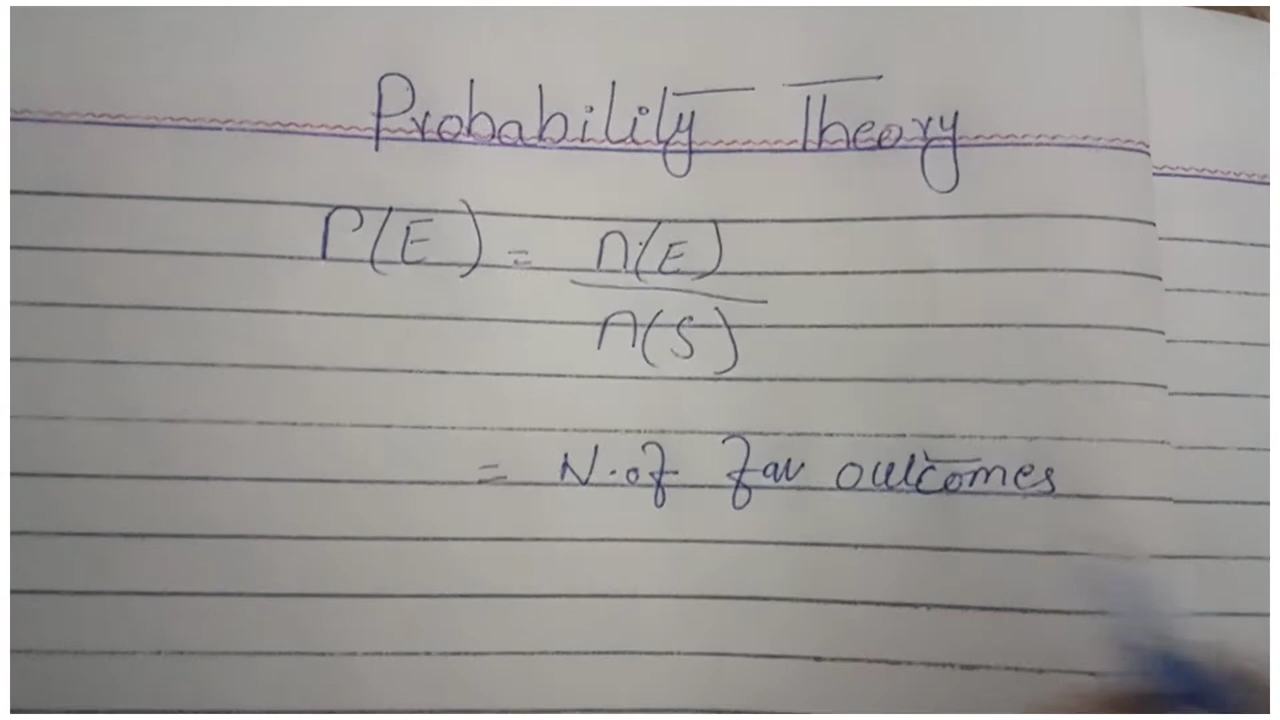 Probability Theory
P(E) = n(E)
n(S)
= N. of fav outcomes